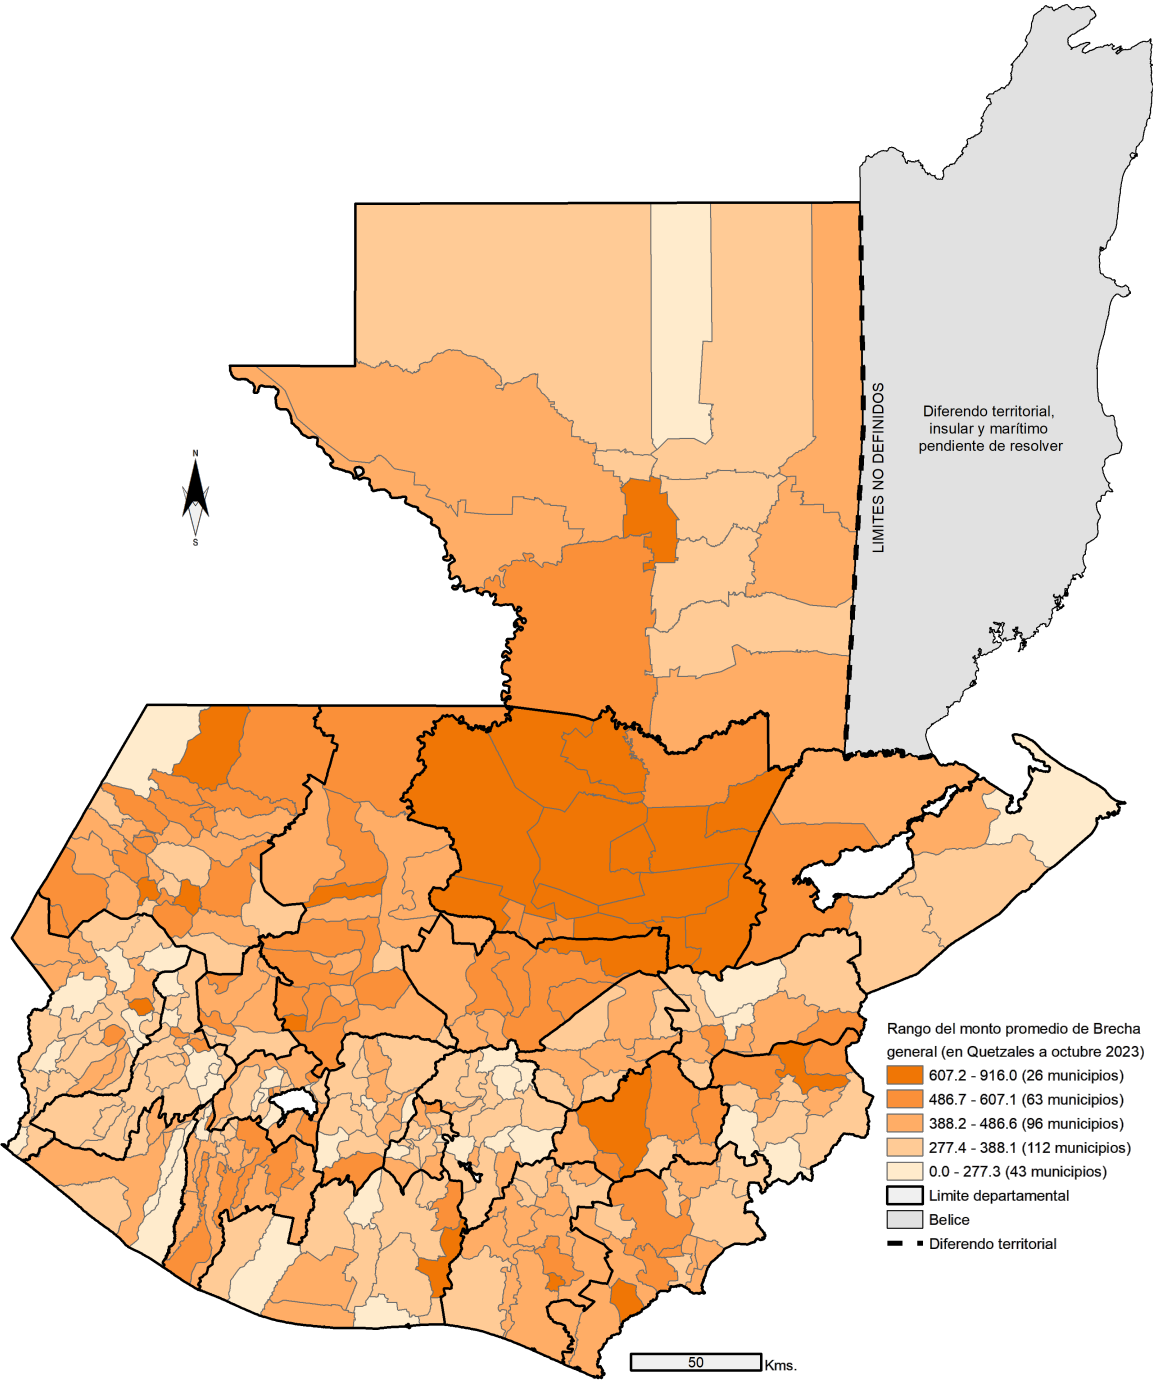 Diferendo territorial,
insular y marítimo
pendiente de resolver
LIMITES NO DEFINIDOS
N
S
Rango del monto promedio de Brecha
general (en Quetzales a octubre 2023)
607.2 - 916.0 (26 municipios)
486.7 - 607.1 (63 municipios)
388.2 - 486.6 (96 municipios)
277.4 - 388.1 (112 municipios)
0.0 - 277.3 (43 municipios)
Limite departamental
Belice
Diferendo territorial
50
Kms.